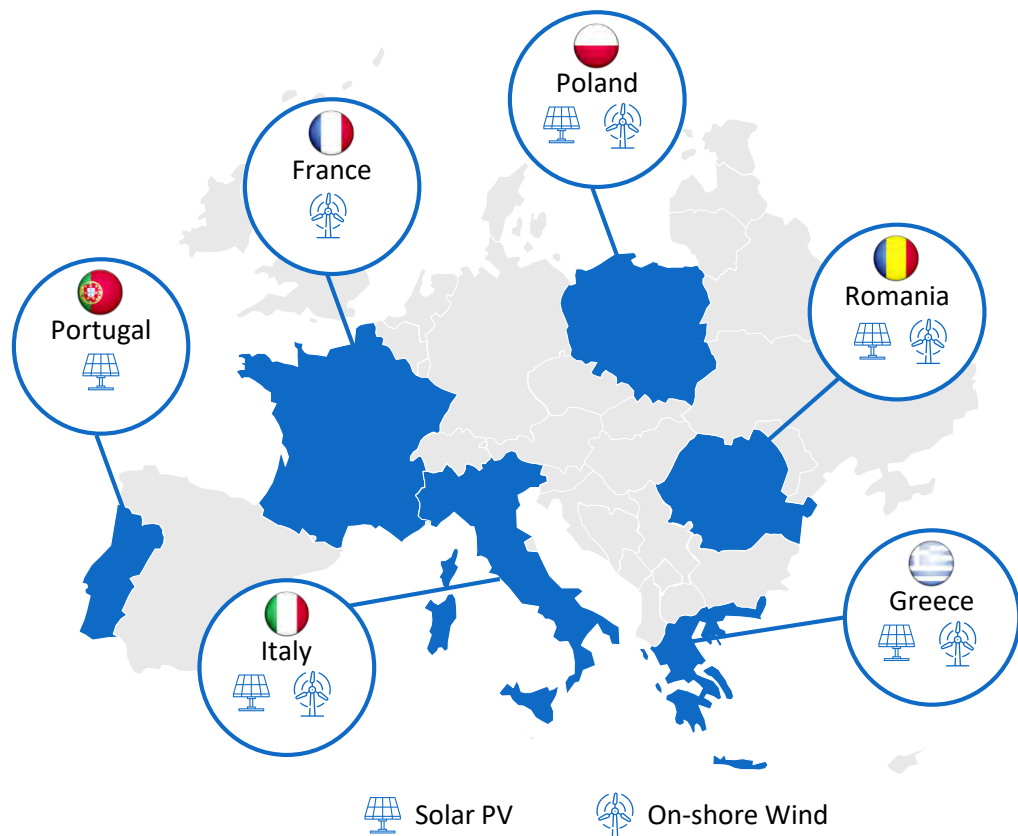 Poland
France
Romania
Portugal
Greece
Italy
Solar PV
On-shore Wind